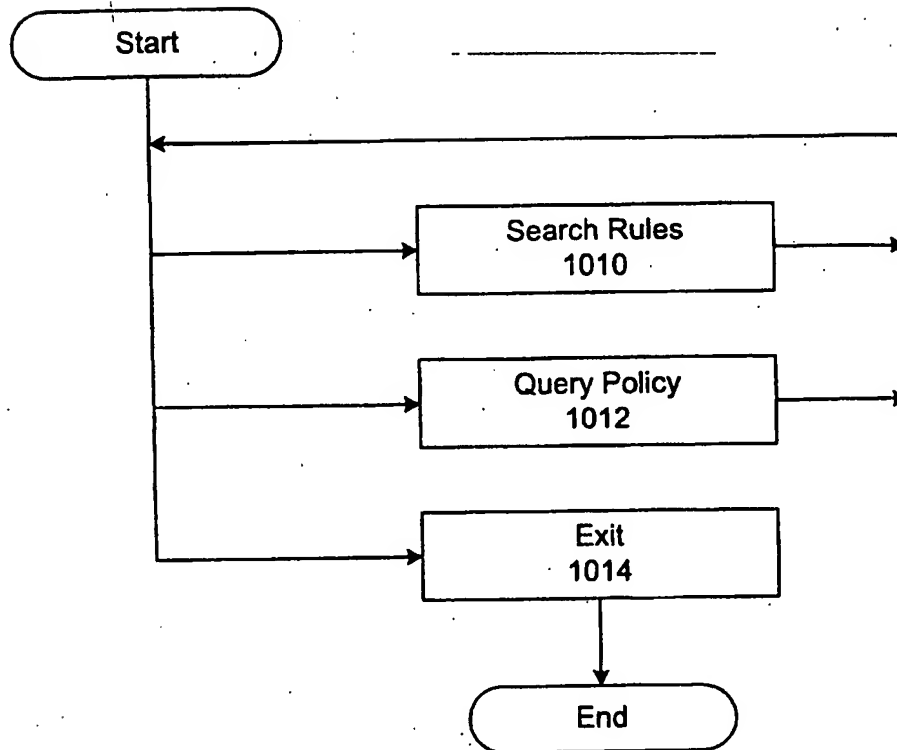 Start
Search Rules
1010
Query Policy
1012
Exit
1014
End